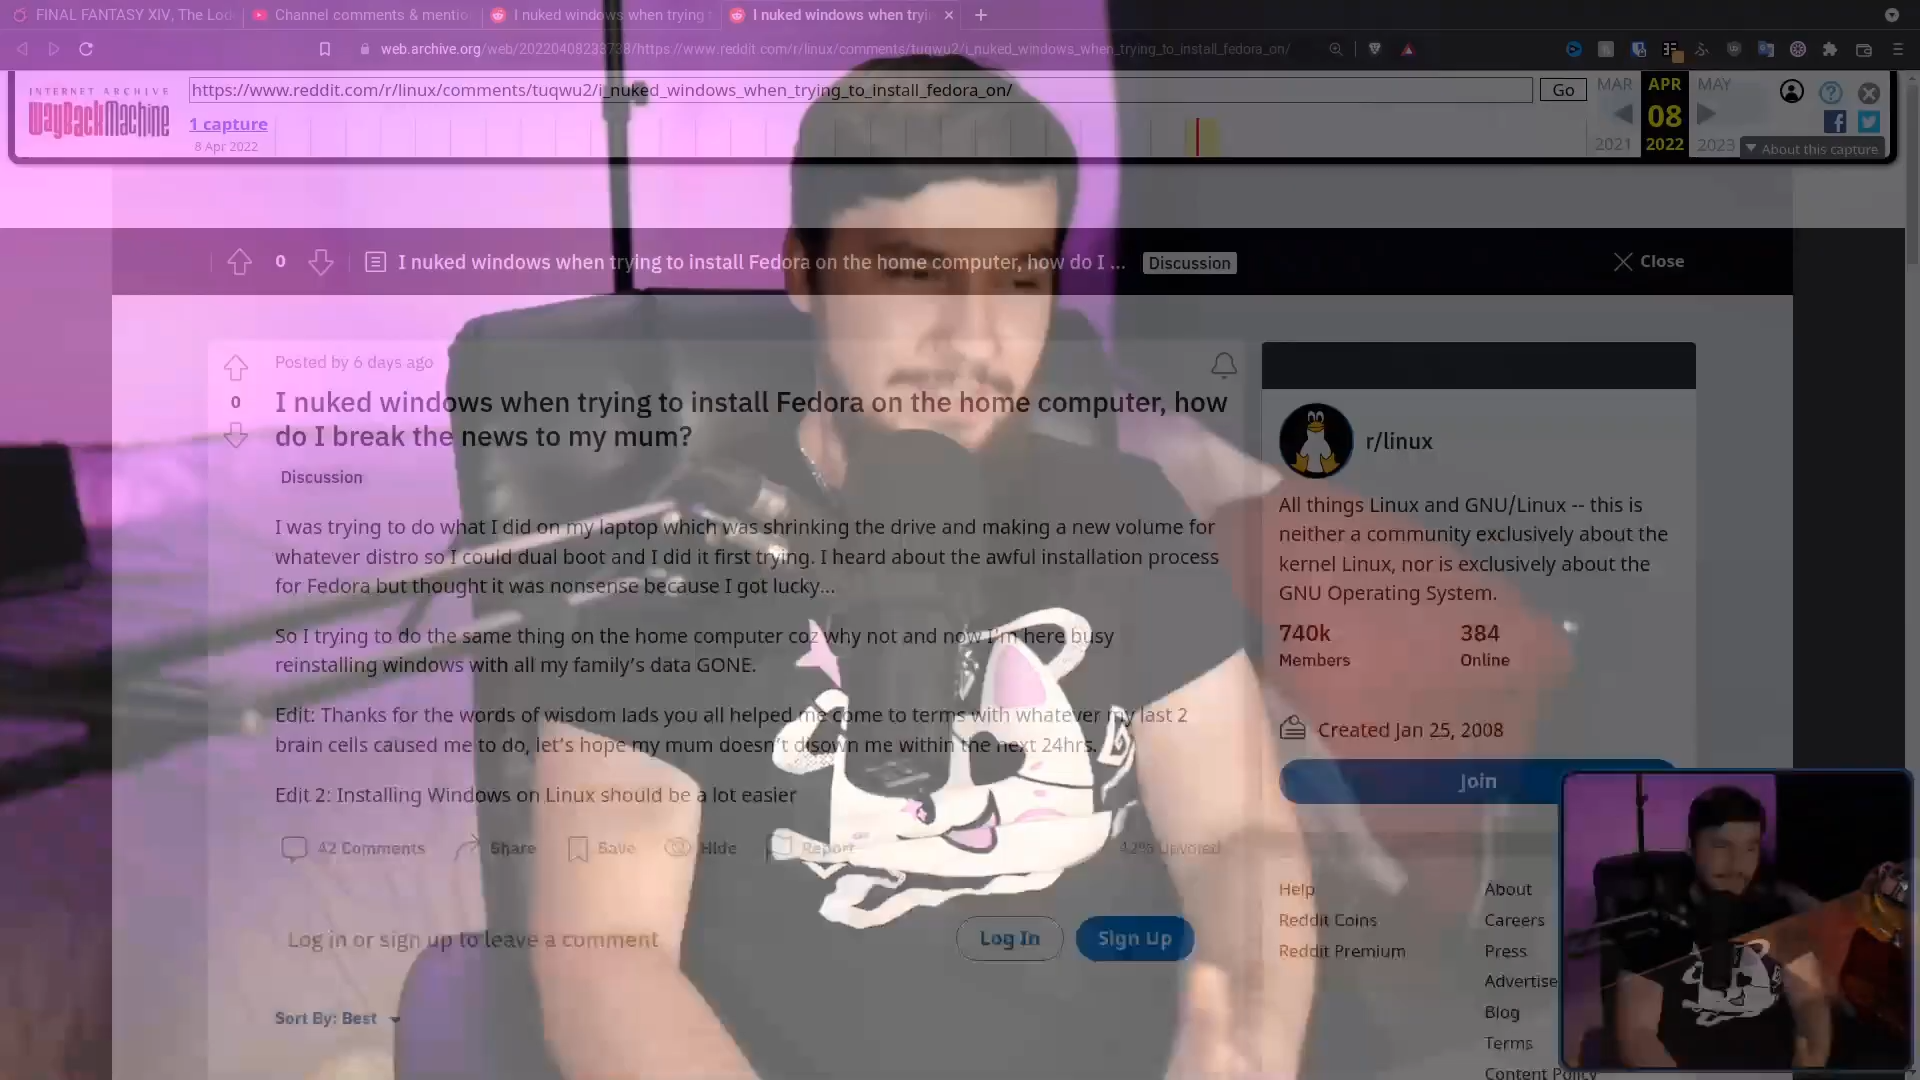 FINAL FANTASY XIV, The Lod
Channel comments & mentio
I nuked windows when trying t
I nuked windows when tryi
web.archive.org/web/20220408233738/https://www.reddit.com/r/linux/comments/tuqwu2/i_nuked_windows_when_trying_to_install_fedora_on/
INTERNET ARCHIVE
WayBackMachine
https://www.reddit.com/r/linux/comments/tuqwu2/i_nuked_windows_when_trying_to_install_fedora_on/
Go
MAR
APR
MAY
1 capture
8 Apr 2022
08
2021
2022
2023
About this capture
0
I nuked windows when trying to install Fedora on the home computer, how do I ...
Discussion
Close
Posted by 6 days ago
0
I nuked windows when trying to install Fedora on the home computer, how
do I break the news to my mum?
Discussion
I was trying to do what I did on my laptop which was shrinking the drive and making a new volume for
whatever distro so I could dual boot and I did it first trying. I heard about the awful installation process
for Fedora but thought it was nonsense because I got lucky...
So I trying to do the same thing on the home computer coz why not and now I'm here busy
reinstalling windows with all my family's data GONE.
Edit: Thanks for the words of wisdom lads you all helped me come to terms with whatever my last 2
brain cells caused me to do, let's hope my mum doesn't disown me within the next 24hrs.
Edit 2: Installing Windows on Linux should be a lot easier
42 Comments
Share
Save
Hide
Report
42% Upvoted
Log in or sign up to leave a comment
Log In
Sign Up
Sort By: Best
r/linux
All things Linux and GNU/Linux -- this is
neither a community exclusively about the
kernel Linux, nor is exclusively about the
GNU Operating System.
740k
384
Members
Online
Created Jan 25, 2008
Join
Help
About
Reddit Coins
Careers
Reddit Premium
Press
Advertise
Blog
Terms
Content Policy